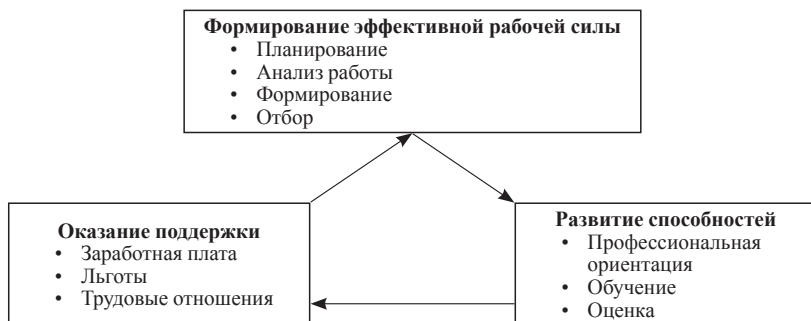 Формирование эффективной рабочей силы
• Планирование
• Анализ работы
• Формирование
• Отбор
Оказание поддержки
• Заработная плата
• Льготы
• Трудовые отношения
Развитие способностей
• Профессиональная
ориентация
• Обучение
• Оценка